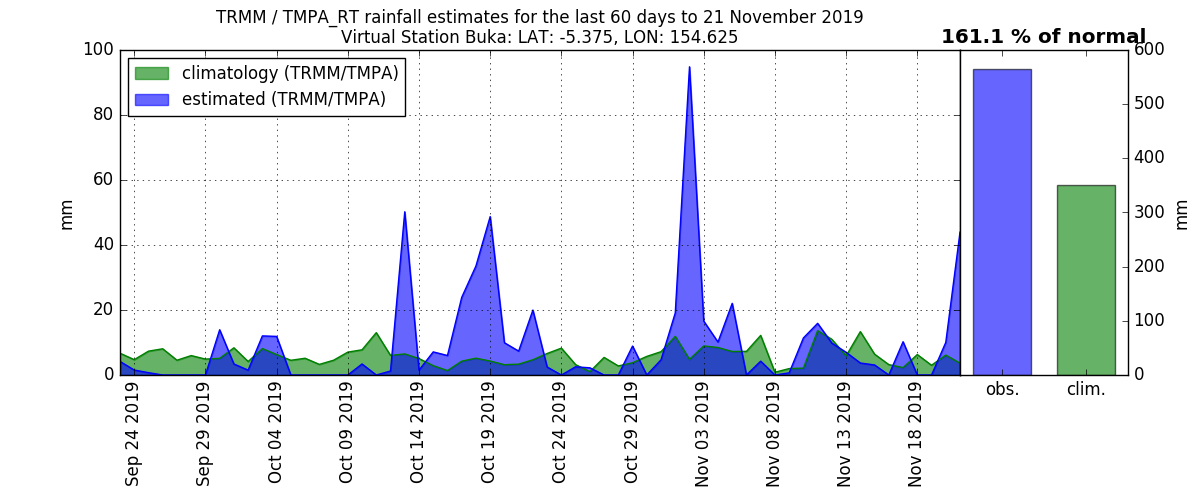 TRMM / TMPA_RT rainfall estimates for the last 60 days to 21 November 2019
Virtual Station Buka: LAT: -5.375, LON: 154.625
161.1 % of normal
climatology (TRMM/TMPA)
estimated (TRMM/TMPA)
mm
100
80
60
40
20
0
Sep 24 2019
Sep 29 2019
Oct 04 2019
Oct 09 2019
Oct 14 2019
Oct 19 2019
Oct 24 2019
Oct 29 2019
Nov 03 2019
Nov 08 2019
Nov 13 2019
Nov 18 2019
obs.
clim.
600
500
400
300
200
100
0
mm